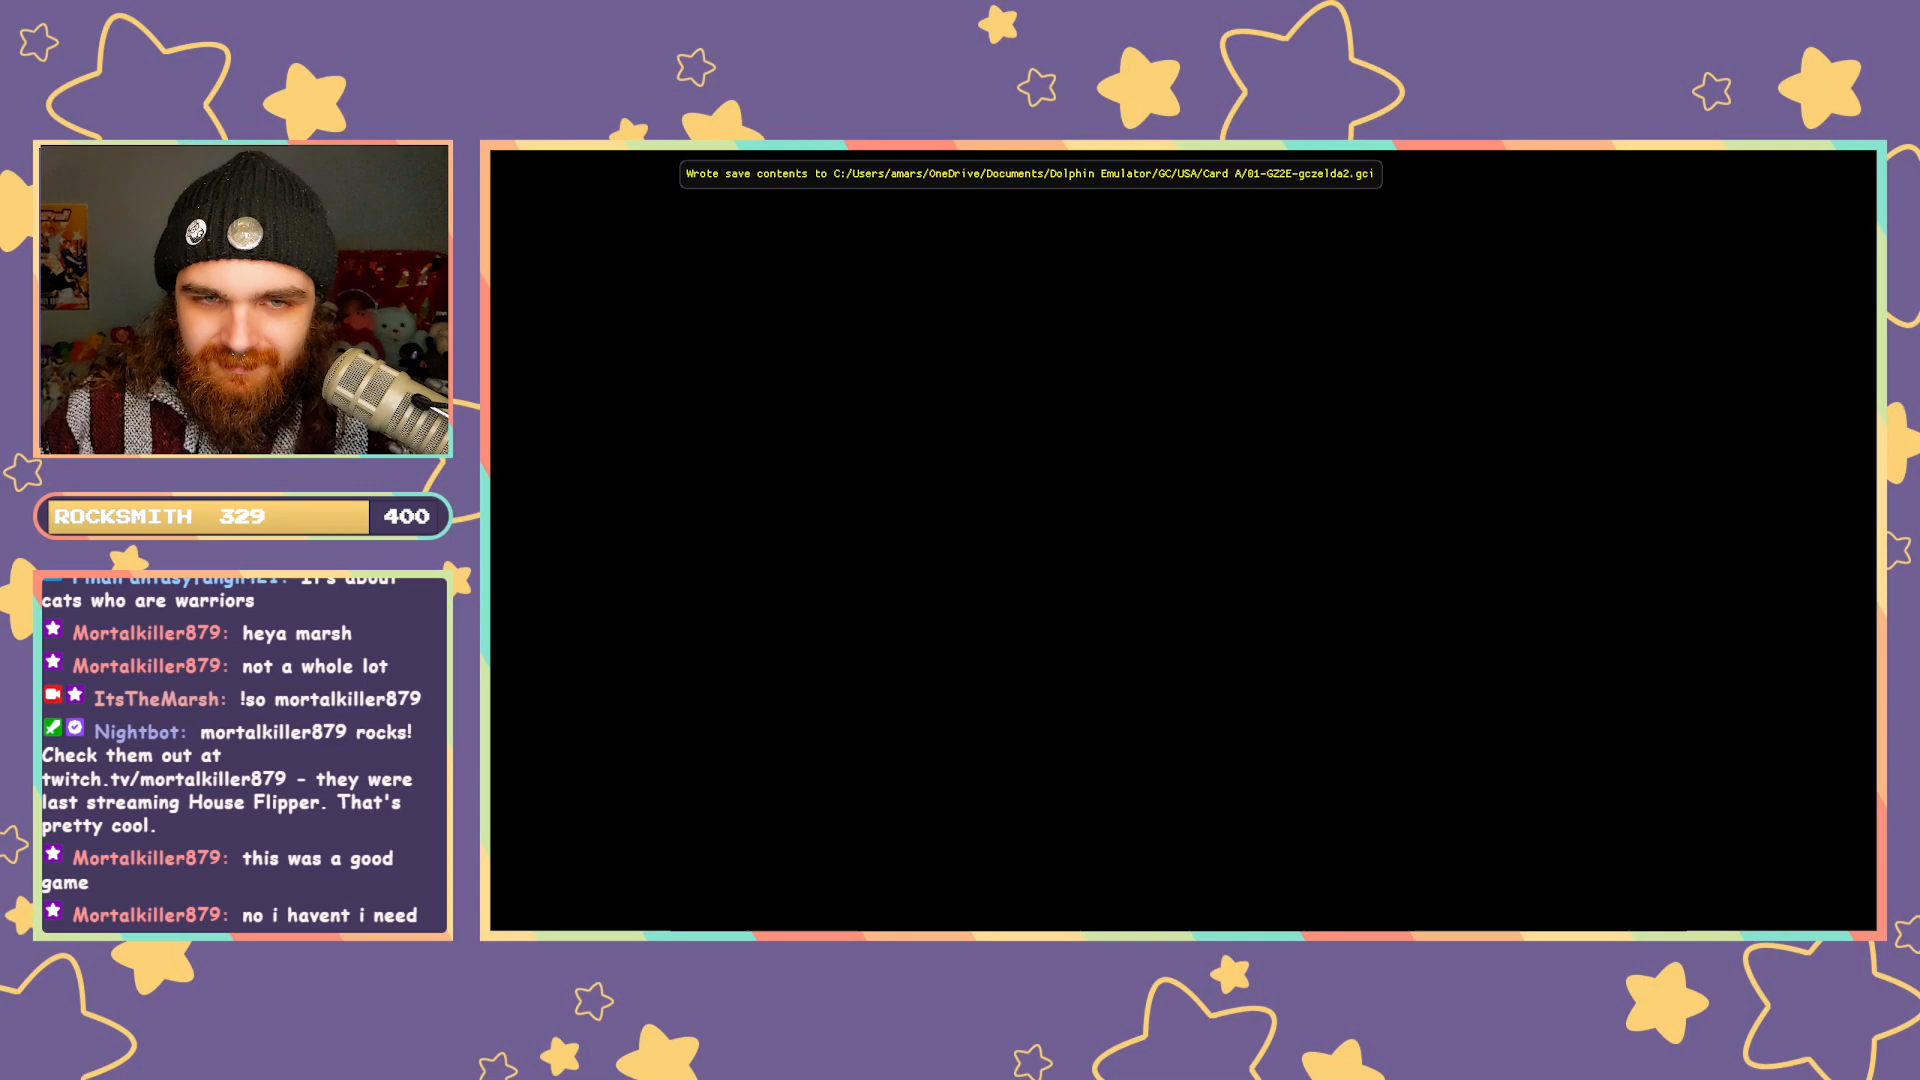 Wrote save contents to C:/Users/amars/OneDrive/Documents/Dolphin Emulator/GC/USA/Card A/01-GZ2E-gczelda2.gci
ROCKSMITH 329 400
It's about
cats who are warriors
Mortalkiller879: heya marsh
Mortalkiller879: not a whole lot
ItsTheMarsh: !so mortalkiller879
Nightbot: mortalkiller879 rocks!
Check them out at
twitch.tv/mortalkiller879 - they were
last streaming House Flipper. That's
pretty cool.
Mortalkiller879: this was a good
game
Mortalkiller879: no i havent i need